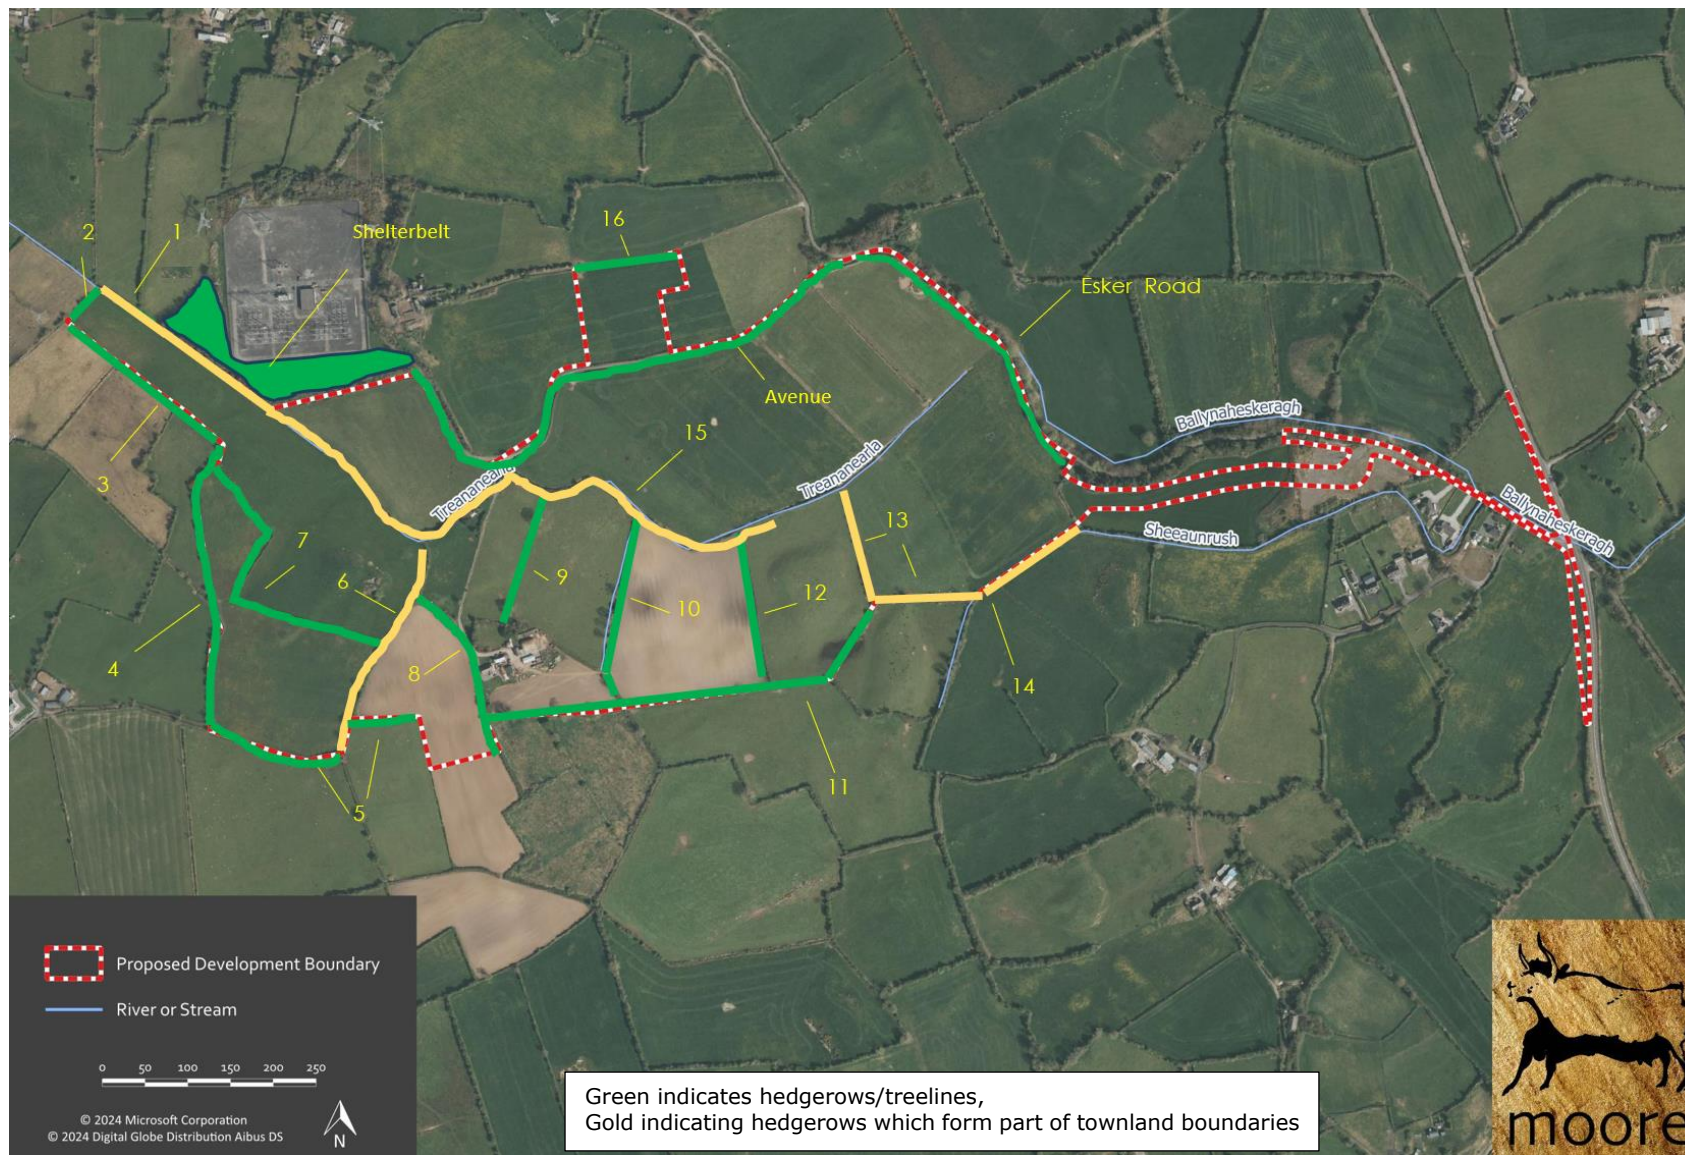 16
2
1
Shelterbelt
Esker Road
Avenue
Ballynaheskeragh
15
3
Treananearla
Treananearla
Ballynaheskeragh
13
Sheeaunrush
7
6
9
10
12
4
8
14
11
5
Proposed Development Boundary
River or Stream
0 50 100 150 200 250
© 2024 Microsoft Corporation
© 2024 Digital Globe Distribution Aibus DS
N
Green indicates hedgerows/treelines,
Gold indicating hedgerows which form part of townland boundaries
moore